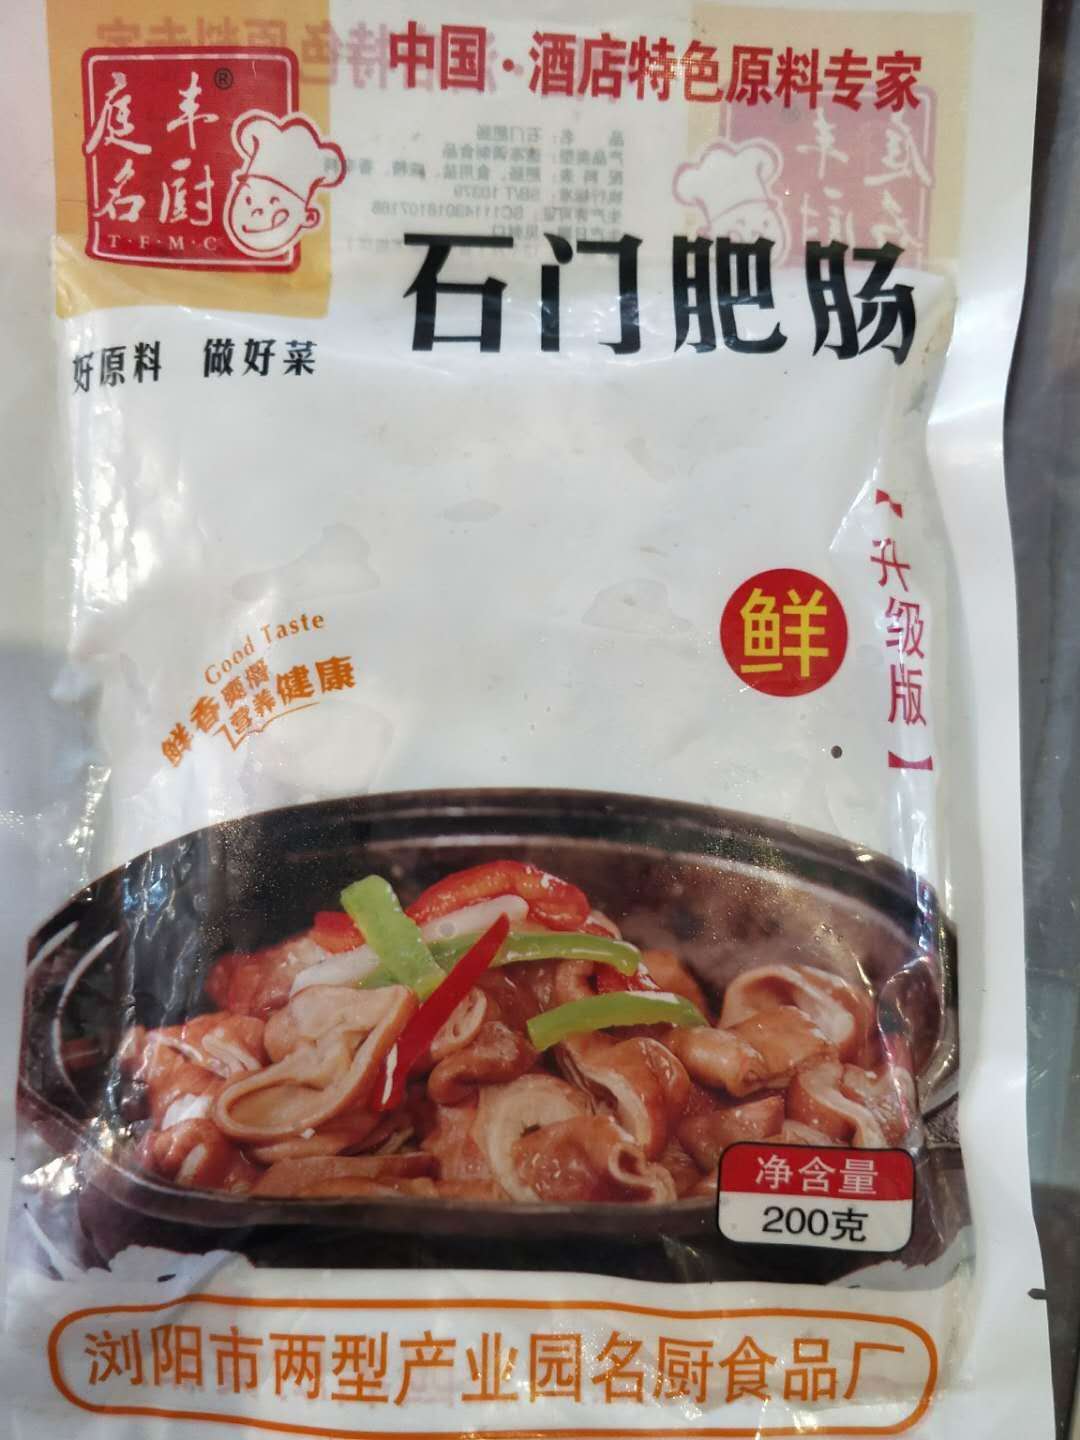 中国·酒店特色原料专家
庭丰®
名厨
T·F·M·C
石门肥肠
好原料 做好菜
【升级版】
鲜
Good Taste
鲜香爽滑
营养健康
净含量
200克
浏阳市两型产业园名厨食品厂